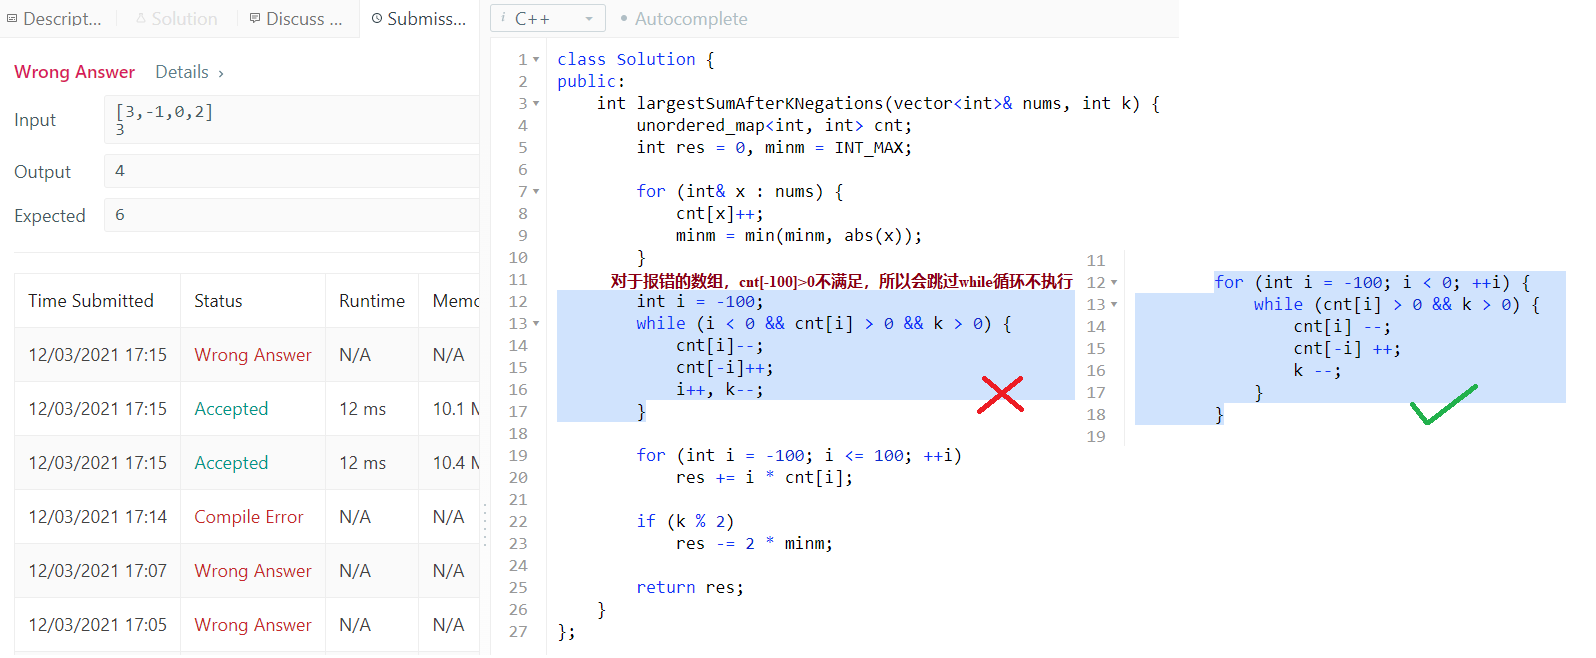 Descript...
Solution
Discuss ...
Submiss...
Wrong Answer Details ›
Input
[3,-1,0,2]
3
Output 4
Expected 6
Time Submitted Status Runtime
12/03/2021 17:15 Wrong Answer N/A N/A
12/03/2021 17:15 Accepted 12 ms 10.1
12/03/2021 17:15 Accepted 12 ms 10.4
12/03/2021 17:14 Compile Error N/A N/A
12/03/2021 17:07 Wrong Answer N/A N/A
12/03/2021 17:05 Wrong Answer N/A N/A
i C++
• Autocomplete
1 class Solution {
2 public:
3 int largestSumAfterKNegations(vector<int>& nums, int k) {
4 unordered_map<int, int> cnt;
5 int res = 0, minm = INT_MAX;
6
7 for (int& x : nums) {
8 cnt[x]++;
9 minm = min(minm, abs(x));
10 }
11 对于报错的数组，cnt[-100]>0不满足，所以会跳过while循环不执行
12 int i = -100;
13 while (i < 0 && cnt[i] > 0 && k > 0) {
14 cnt[i]--;
15 cnt[-i]++;
16 i++, k--;
17 }
18
19 for (int i = -100; i <= 100; ++i)
20 res += i * cnt[i];
21
22 if (k % 2)
23 res -= 2 * minm;
24
25 return res;
26 }
27 };
11
12 for (int i = -100; i < 0; ++i) {
13 while (cnt[i] > 0 && k > 0) {
14 cnt[i] --;
15 cnt[-i] ++;
16 k --;
17 }
18 }
19